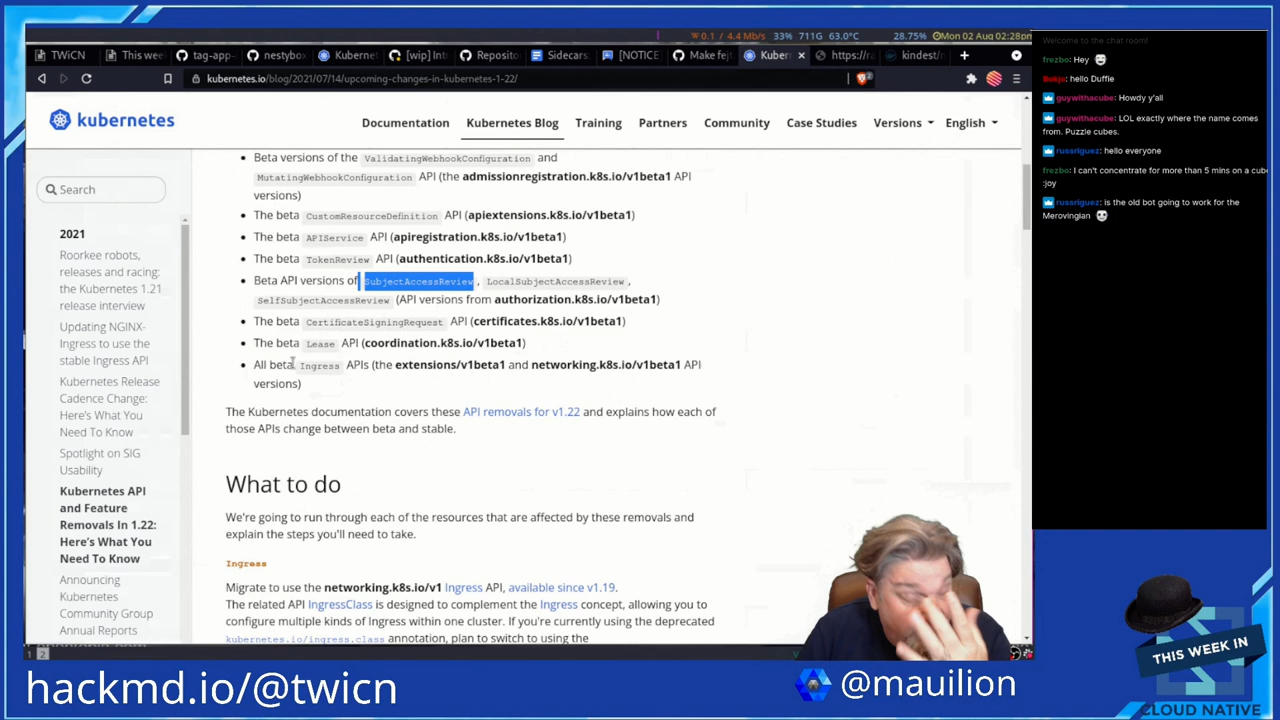 33% 711G 63.0°C
0.1 / 4.4 Mb/s
28.75%
Mon 02 Aug 02:28pm
TWiCN
This week
tag-app-
nestybox
Kubernet
[wip] Int
Reposito
Sidecars
[NOTICE
Make fej
Kuber
https://ra
kindest/n
kubernetes.io/blog/2021/07/14/upcoming-changes-in-kubernetes-1-22/
kubernetes
Documentation
Kubernetes Blog
Training
Partners
Community
Case Studies
Versions
English
Search
2021
Roorkee robots,
releases and racing:
the Kubernetes 1.21
release interview
Updating NGINX-
Ingress to use the
stable Ingress API
Kubernetes Release
Cadence Change:
Here's What You
Need To Know
Spotlight on SIG
Usability
Kubernetes API
and Feature
Removals In 1.22:
Here's What You
Need To Know
Announcing
Kubernetes
Community Group
Annual Reports
Beta versions of the ValidatingWebhookConfiguration and
MutatingWebhookConfiguration API (the admissionregistration.k8s.io/v1beta1 API
versions)
The beta CustomResourceDefinition API (apiextensions.k8s.io/v1beta1)
The beta APIService API (apiregistration.k8s.io/v1beta1)
The beta TokenReview API (authentication.k8s.io/v1beta1)
Beta API versions of SubjectAccessReview, LocalSubjectAccessReview,
SelfSubjectAccessReview (API versions from authorization.k8s.io/v1beta1)
The beta CertificateSigningRequest API (certificates.k8s.io/v1beta1)
The beta Lease API (coordination.k8s.io/v1beta1)
All beta Ingress APIs (the extensions/v1beta1 and networking.k8s.io/v1beta1 API
versions)
The Kubernetes documentation covers these API removals for v1.22 and explains how each of
those APIs change between beta and stable.
What to do
We're going to run through each of the resources that are affected by these removals and
explain the steps you'll need to take.
Ingress
Migrate to use the networking.k8s.io/v1 Ingress API, available since v1.19.
The related API IngressClass is designed to complement the Ingress concept, allowing you to
configure multiple kinds of Ingress within one cluster. If you're currently using the deprecated
kubernetes.io/ingress.class annotation, plan to switch to using the
1 2
Welcome to the chat room!
frezbo: Hey
: hello Duffie
guywithacube: Howdy y'all
guywithacube: LOL exactly where the name comes
from. Puzzle cubes.
russriguez: hello everyone
frezbo: I can't concentrate for more than 5 mins on a cube
:joy
russriguez: is the old bot going to work for the
Merovingian
hackmd.io/@twicn
@mauilion
THIS WEEK IN
CLOUD NATIVE